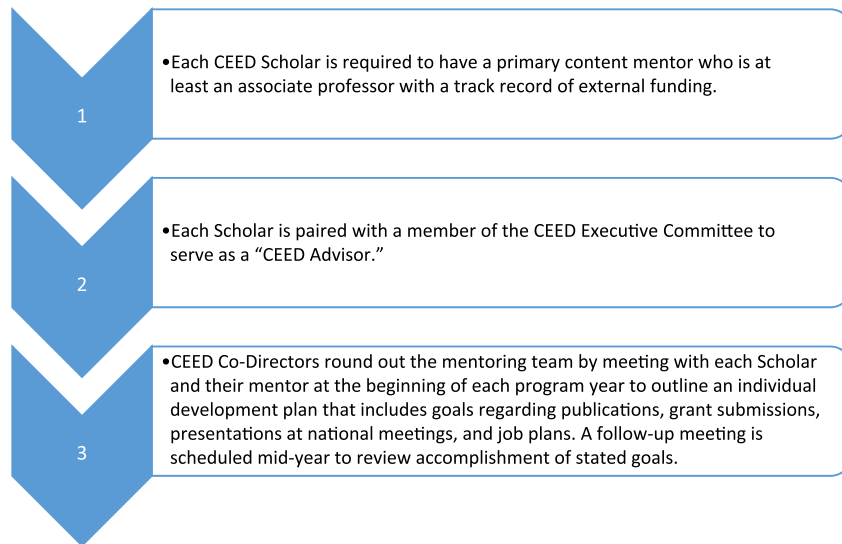 1
•Each CEED Scholar is required to have a primary content mentor who is at
least an associate professor with a track record of external funding.
2
•Each Scholar is paired with a member of the CEED Executive Committee to
serve as a “CEED Advisor.”
3
•CEED Co-Directors round out the mentoring team by meeting with each Scholar
and their mentor at the beginning of each program year to outline an individual
development plan that includes goals regarding publications, grant submissions,
presentations at national meetings, and job plans. A follow-up meeting is
scheduled mid-year to review accomplishment of stated goals.